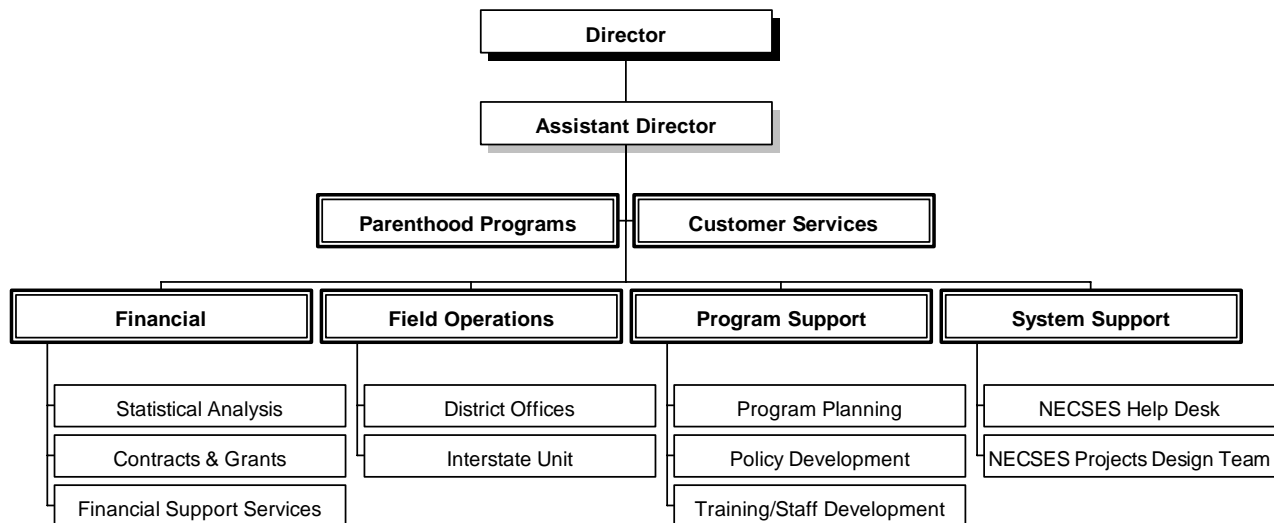 Director
Assistant Director
Parenthood Programs
Customer Services
Financial
Field Operations
Program Support
System Support
Statistical Analysis
District Offices
Program Planning
NECSES Help Desk
Contracts & Grants
Interstate Unit
Policy Development
NECSES Projects Design Team
Financial Support Services
Training/Staff Development